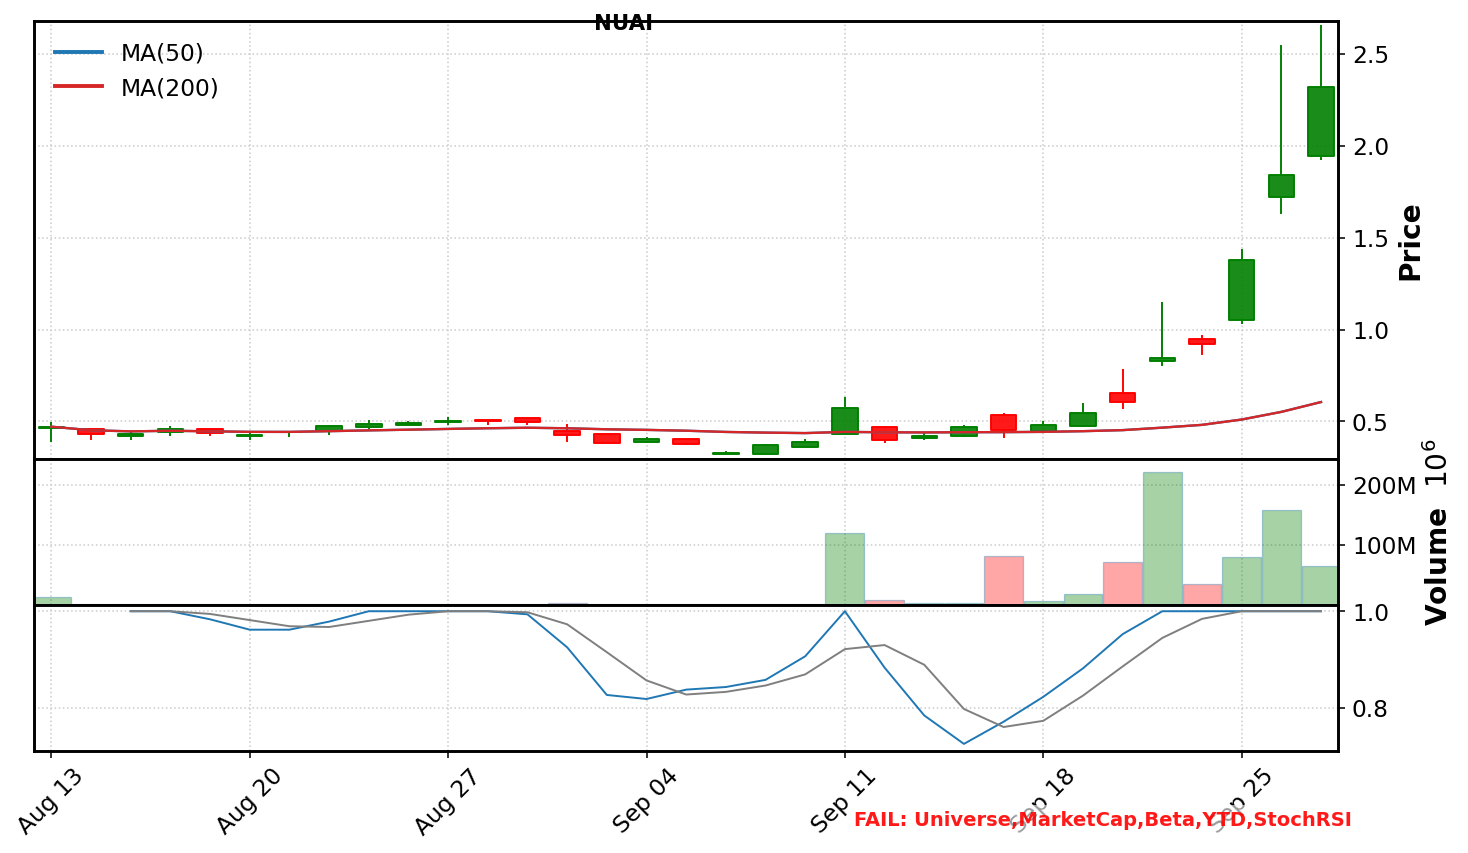 NUAI
MA(50)
MA(200)
2.5
2.0
1.5
1.0
0.5
Price
200M
100M
Volume 10^6
1.0
0.8
Aug 13
Aug 20
Aug 27
Sep 04
Sep 11
Sep 18
Sep 25
FAIL: Universe,MarketCap,Beta,YTD,StochRSI